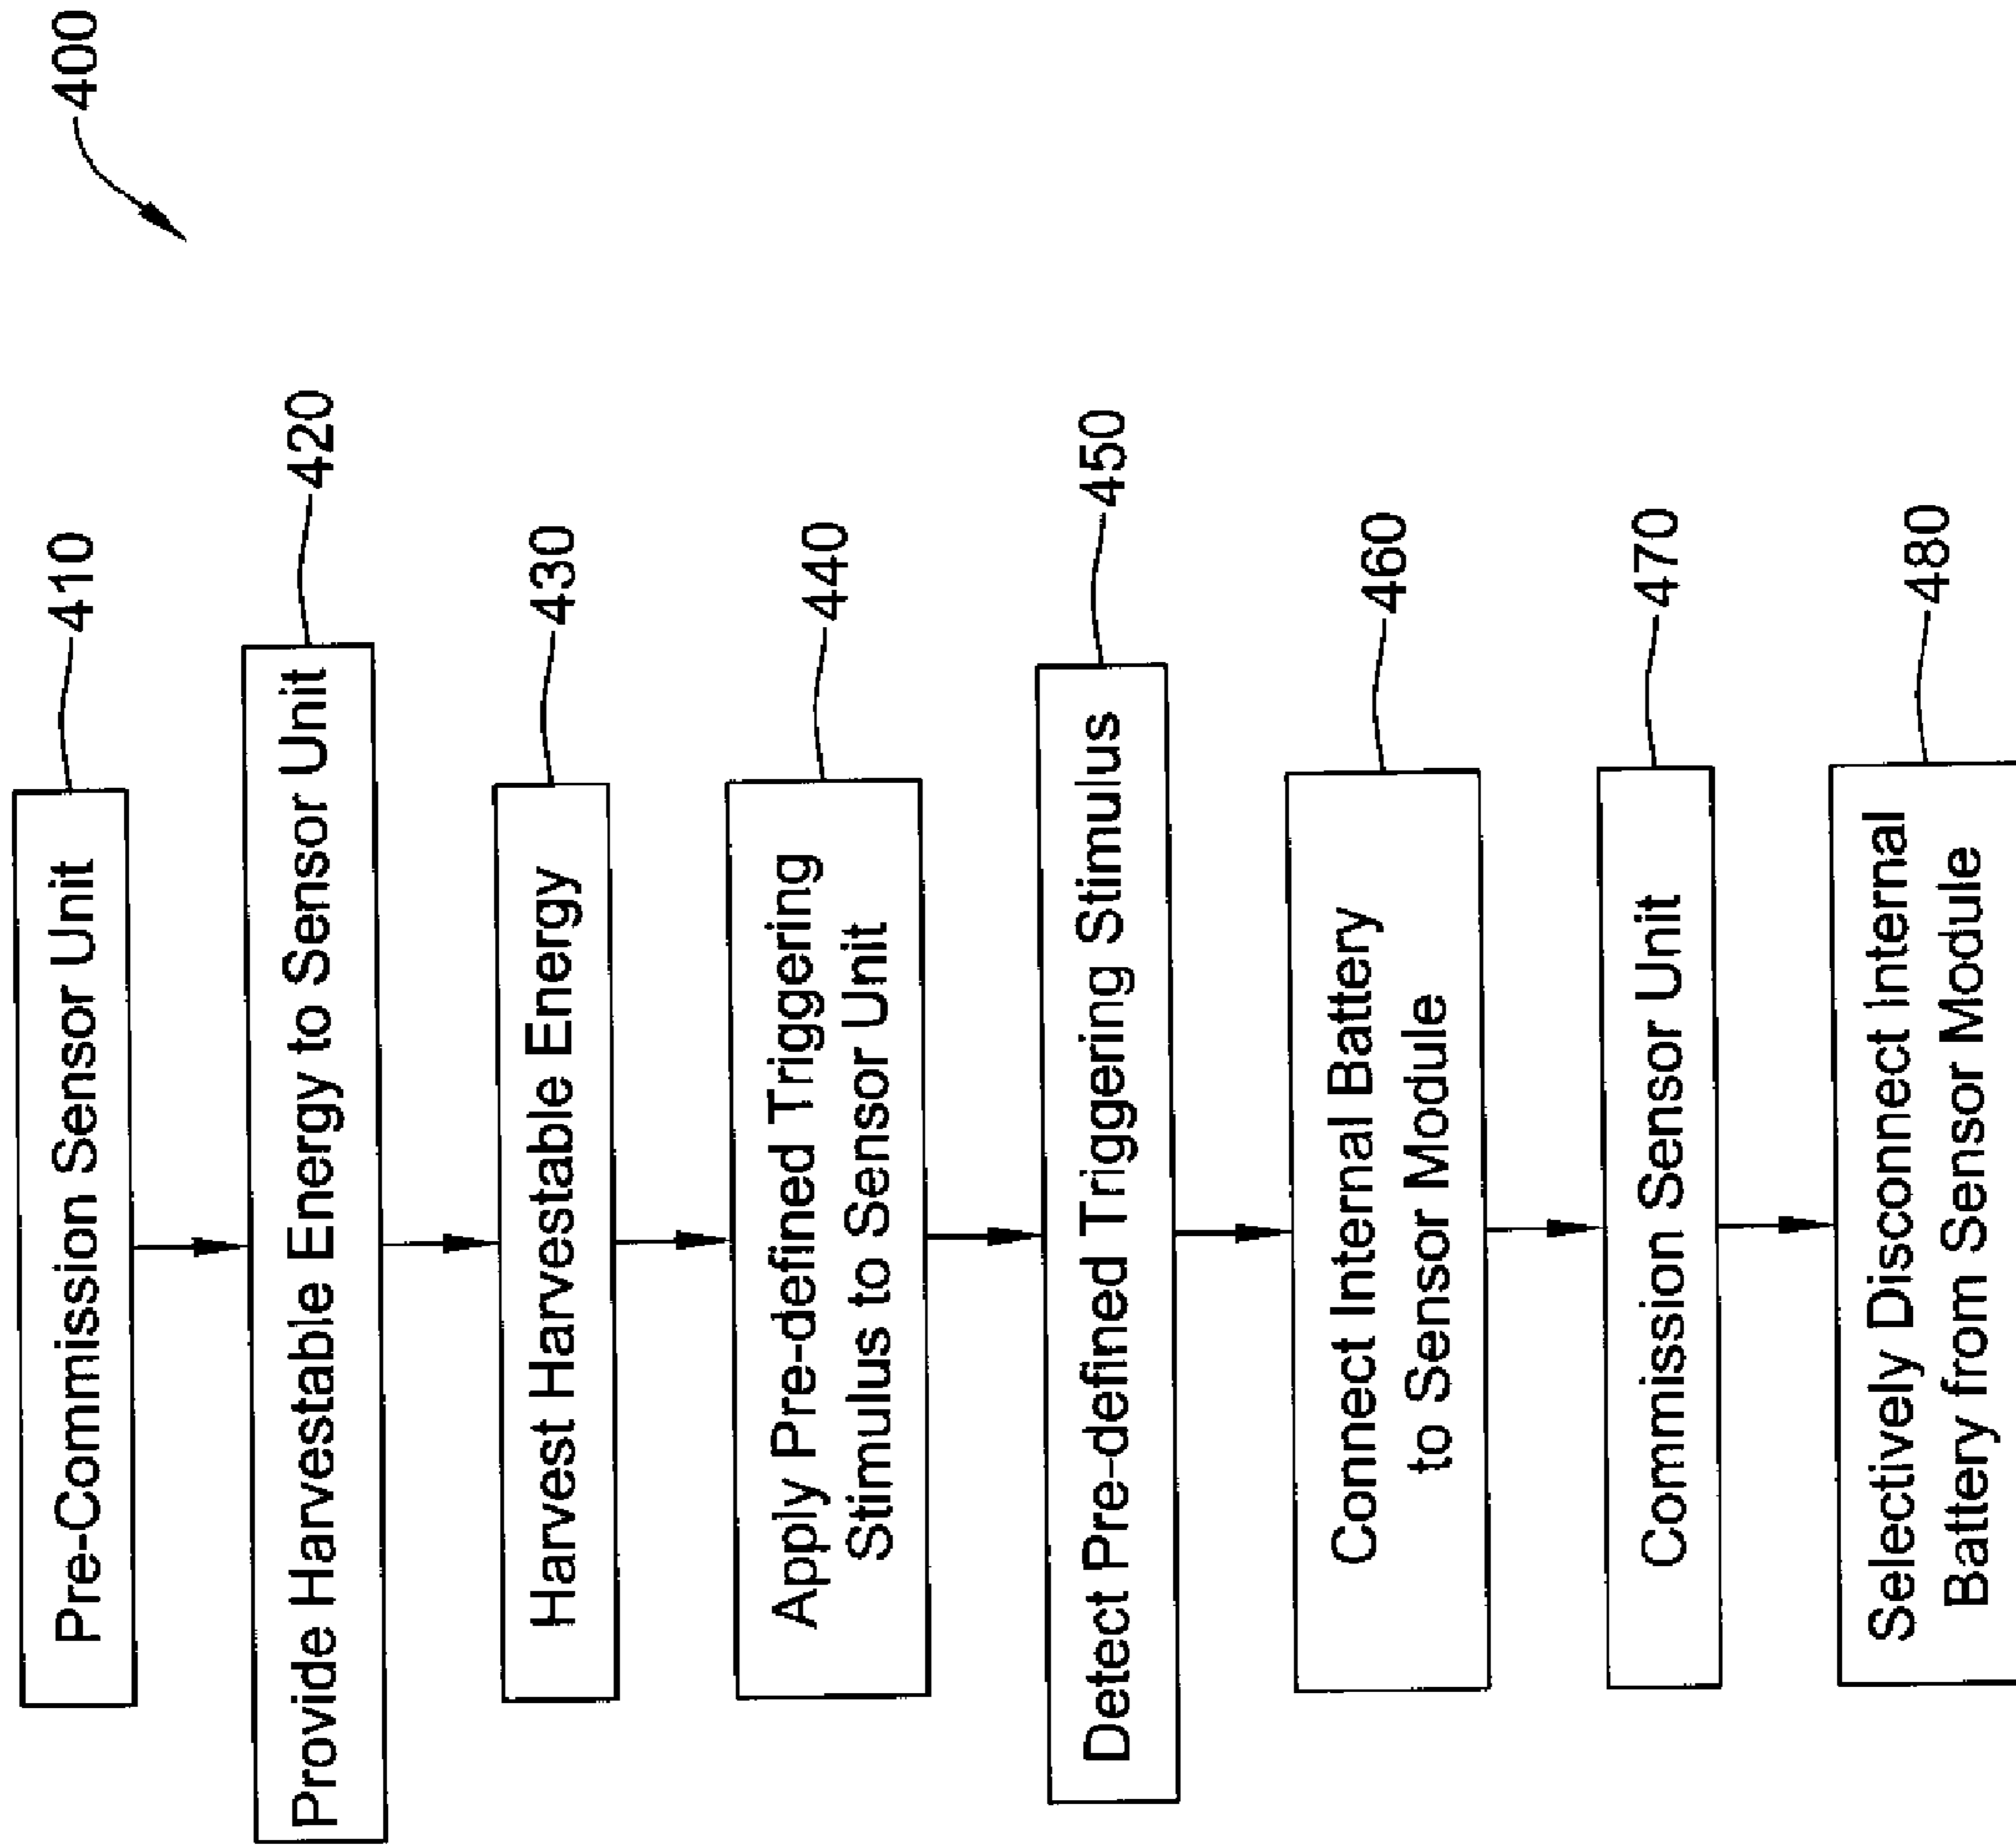 400
Pre-Commission Sensor Unit
410
Provide Harvestable Energy to Sensor Unit
420
Harvest Harvestable Energy
430
Apply Pre-defined Triggering
Stimulus to Sensor Unit
440
Detect Pre-defined Triggering Stimulus
450
Connect Internal Battery
to Sensor Module
460
Commission Sensor Unit
470
Selectively Disconnect Internal
Battery from Sensor Module
480